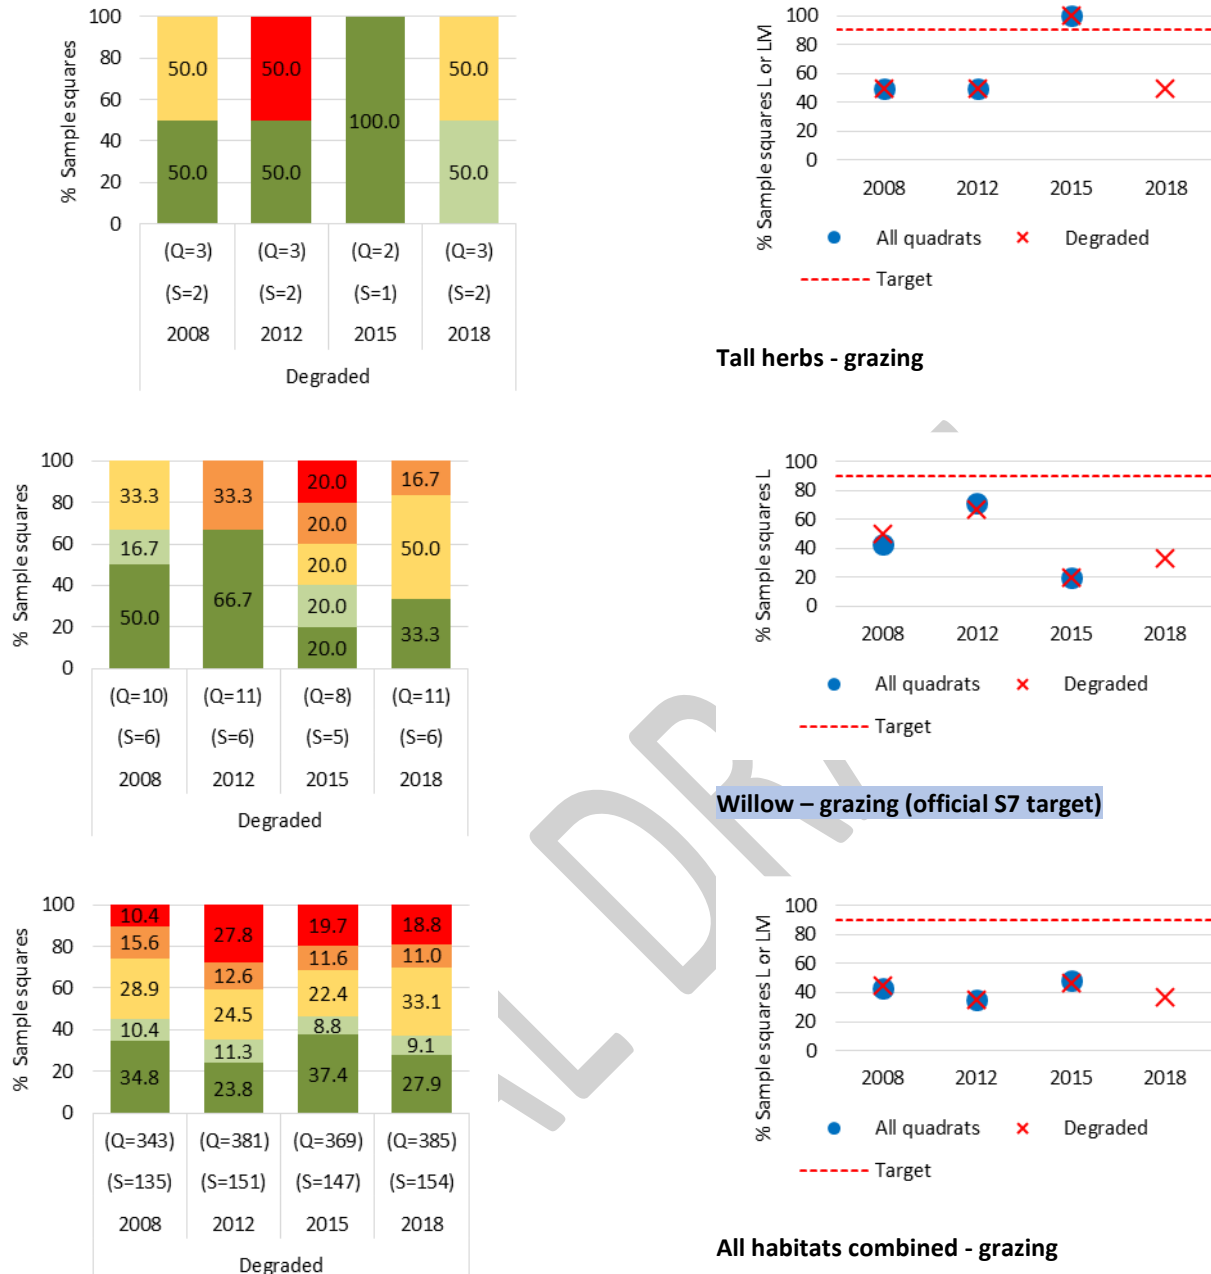 100
80
60
40
20
0
% Sample squares
50.0
50.0
100.0
50.0
50.0
50.0
50.0
(Q=3)
(Q=3)
(Q=2)
(Q=3)
(S=2)
(S=2)
(S=1)
(S=2)
2008
2012
2015
2018
Degraded
100
80
60
40
20
0
% Sample squares L or LM
2008
2012
2015
2018
All quadrats
Degraded
Target
Tall herbs - grazing
100
80
60
40
20
0
% Sample squares
33.3
33.3
20.0
16.7
20.0
16.7
20.0
50.0
20.0
50.0
66.7
20.0
33.3
(Q=10)
(Q=11)
(Q=8)
(Q=11)
(S=6)
(S=6)
(S=5)
(S=6)
2008
2012
2015
2018
Degraded
100
80
60
40
20
0
% Sample squares L
2008
2012
2015
2018
All quadrats
Degraded
Target
Willow – grazing (official S7 target)
100
80
60
40
20
0
% Sample squares
10.4
27.8
19.7
18.8
15.6
12.6
11.6
11.0
28.9
24.5
22.4
33.1
10.4
11.3
8.8
9.1
34.8
23.8
37.4
27.9
(Q=343)
(Q=381)
(Q=369)
(Q=385)
(S=135)
(S=151)
(S=147)
(S=154)
2008
2012
2015
2018
Degraded
100
80
60
40
20
0
% Sample squares L or LM
2008
2012
2015
2018
All quadrats
Degraded
Target
All habitats combined - grazing